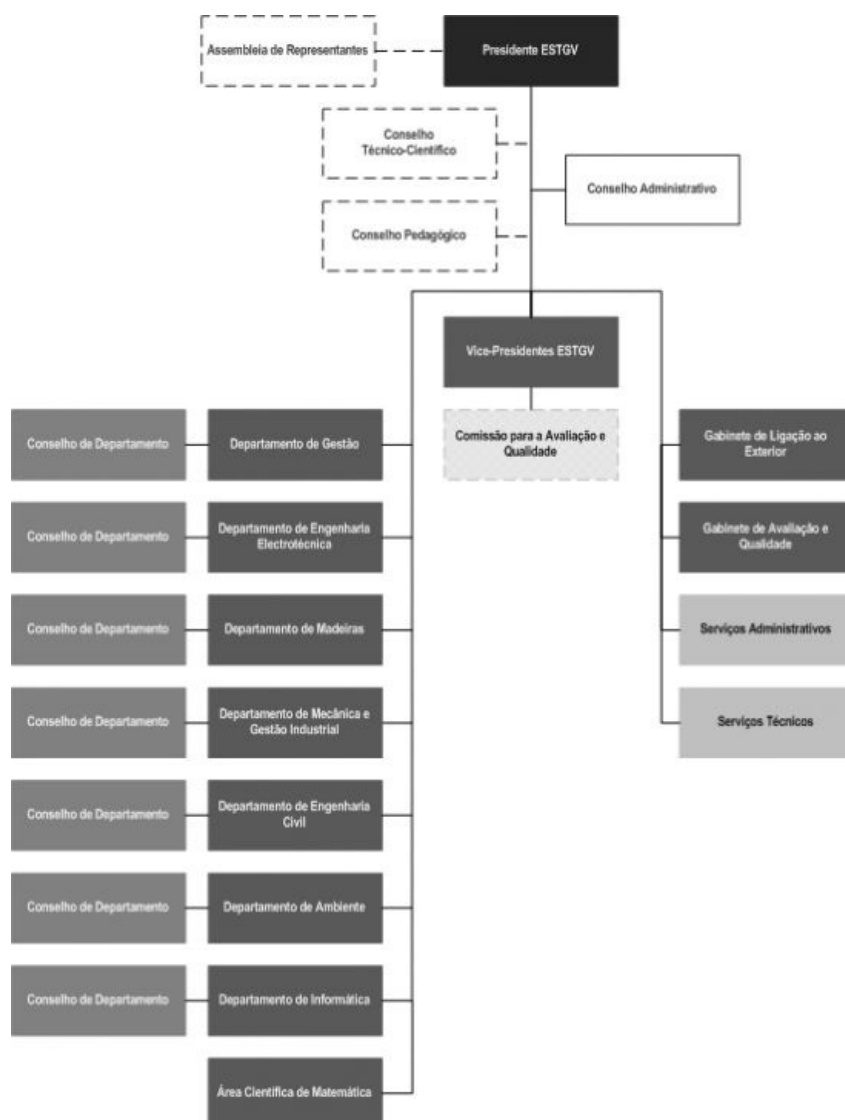 Assembleia de Representantes
Presidente ESTGV
Conselho
Técnico-Científico
Conselho Administrativo
Conselho Pedagógico
Vice-Presidentes ESTGV
Conselho de Departamento
Departamento de Gestão
Comissão para a Avaliação e
Qualidade
Gabinete de Ligação ao
Exterior
Conselho de Departamento
Departamento de Engenharia
Electrotécnica
Gabinete de Avaliação e
Qualidade
Conselho de Departamento
Departamento de Madeiras
Serviços Administrativos
Conselho de Departamento
Departamento de Mecânica e
Gestão Industrial
Serviços Técnicos
Conselho de Departamento
Departamento de Engenharia
Civil
Conselho de Departamento
Departamento de Ambiente
Conselho de Departamento
Departamento de Informática
Área Científica de Matemática